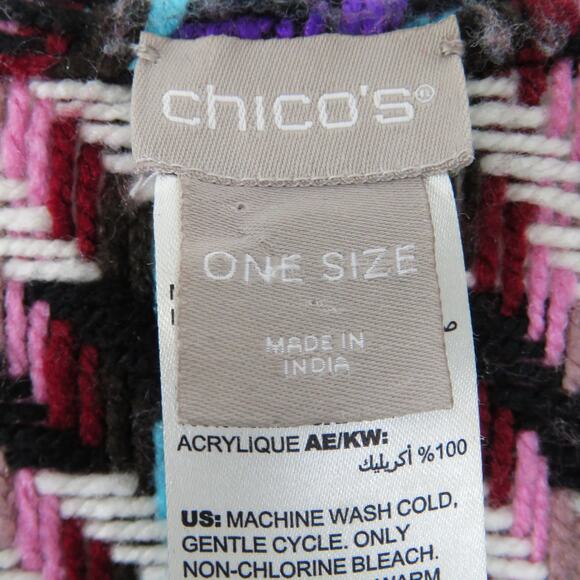 chico's®
ONE SIZE
MADE IN
INDIA
ACRYLIQUE AE/KW:
100% أكريليك
US: MACHINE WASH COLD,
GENTLE CYCLE. ONLY
NON-CHLORINE BLEACH.
WARM